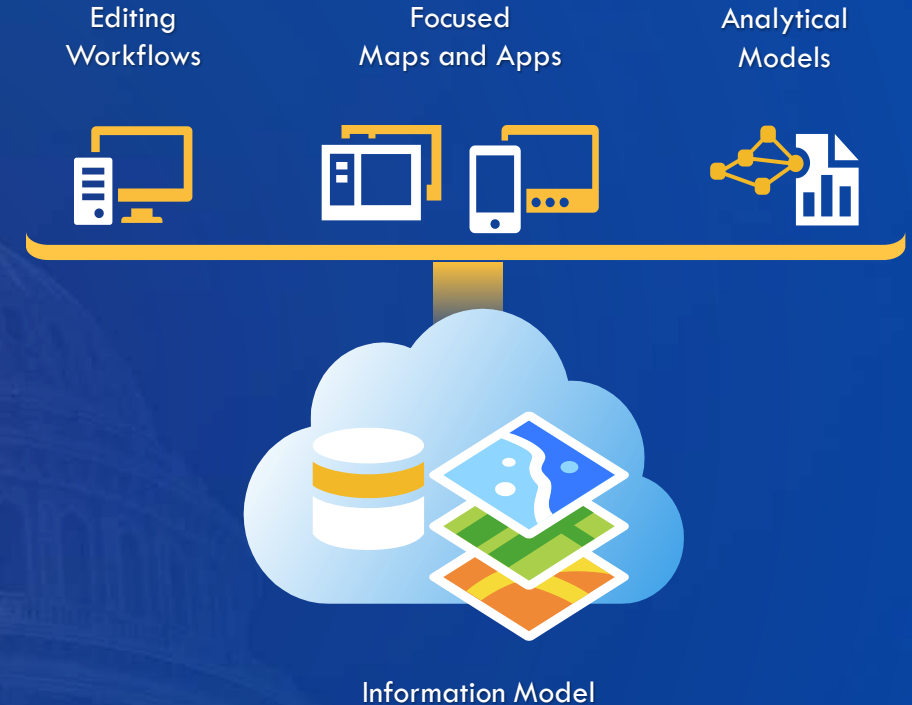 Editing
Workflows
Focused
Maps and Apps
Analytical
Models
Information Model